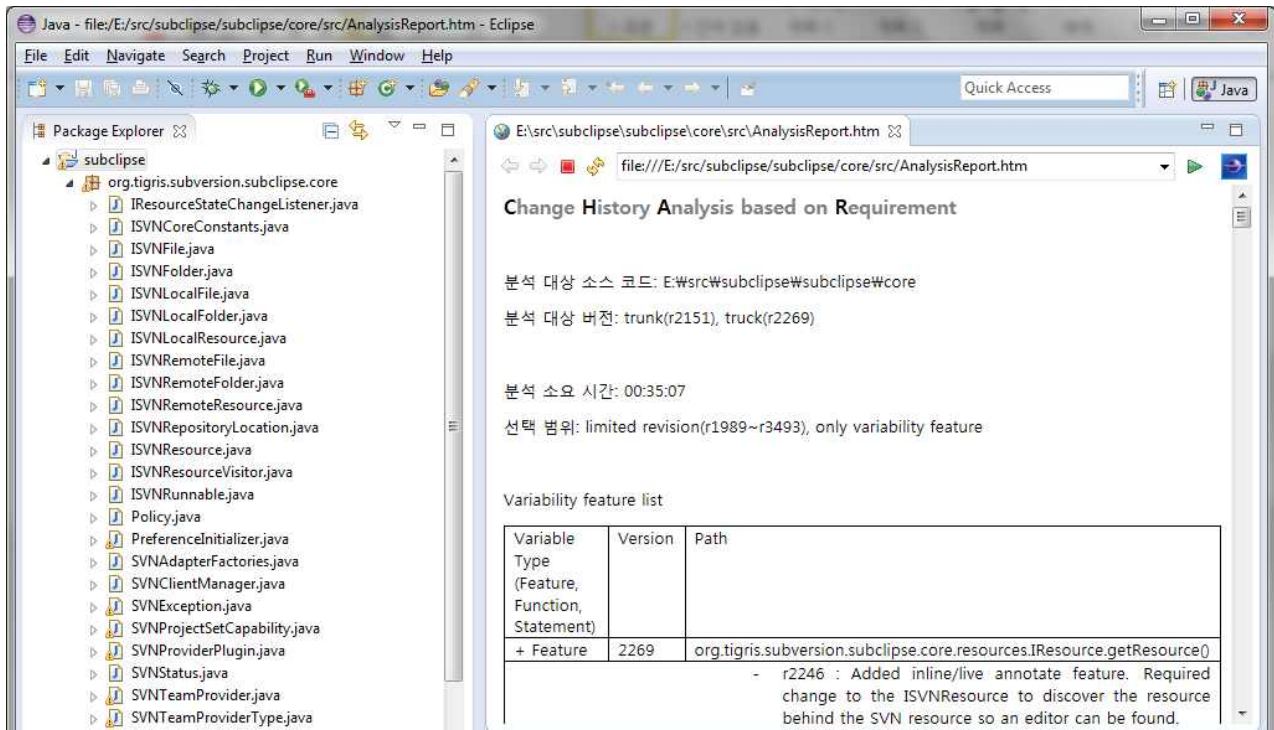 Java - file:/E:/src/subclipse/subclipse/core/src/AnalysisReport.htm - Eclipse
File Edit Navigate Search Project Run Window Help
Quick Access
Java
Package Explorer
subclipse
org.tigris.subversion.subclipse.core
IResourceStateChangeListener.java
ISVNCoreConstants.java
ISVNFile.java
ISVNFolder.java
ISVNLocalFile.java
ISVNLocalFolder.java
ISVNLocalResource.java
ISVNRemoteFile.java
ISVNRemoteFolder.java
ISVNRemoteResource.java
ISVNRepositoryLocation.java
ISVNResource.java
ISVNResourceVisitor.java
ISVNRunnable.java
Policy.java
PreferenceInitializer.java
SVNAdapterFactories.java
SVNClientManager.java
SVNException.java
SVNProjectSetCapability.java
SVNProviderPlugin.java
SVNStatus.java
SVNTeamProvider.java
SVNTeamProviderType.java
E:\src\subclipse\subclipse\core\src\AnalysisReport.htm
file:///E:/src/subclipse/subclipse/core/src/AnalysisReport.htm
Change History Analysis based on Requirement
분석 대상 소스 코드: E:₩src₩subclipse₩subclipse₩core
분석 대상 버전: trunk(r2151), truck(r2269)
분석 소요 시간: 00:35:07
선택 범위: limited revision(r1989~r3493), only variability feature
Variability feature list
Variable Type (Feature, Function, Statement) Version Path
+ Feature 2269 org.tigris.subversion.subclipse.core.resources.IResource.getResource()
- r2246 : Added inline/live annotate feature. Required
change to the ISVNResource to discover the resource
behind the SVN resource so an editor can be found.